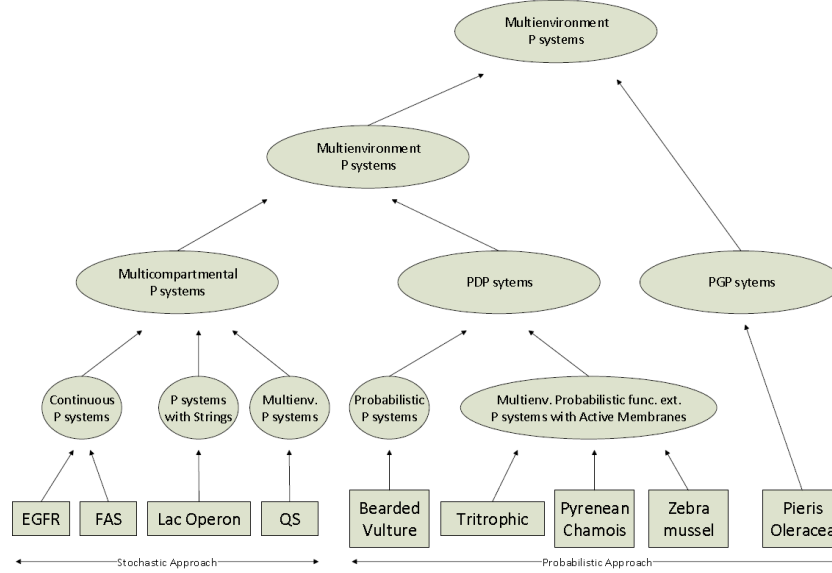 Multienvironment
P systems
Multienvironment
P systems
Multicompartmental
P systems
PDP sytems
PGP sytems
Continuous
P systems
P systems
with Strings
Multienv.
P systems
Probabilistic
P systems
Multienv. Probabilistic func. ext.
P systems with Active Membranes
EGFR
FAS
Lac Operon
QS
Bearded
Vulture
Tritrophic
Pyrenean
Chamois
Zebra
mussel
Pieris
Oleracea
Stochastic Approach
Probabilistic Approach